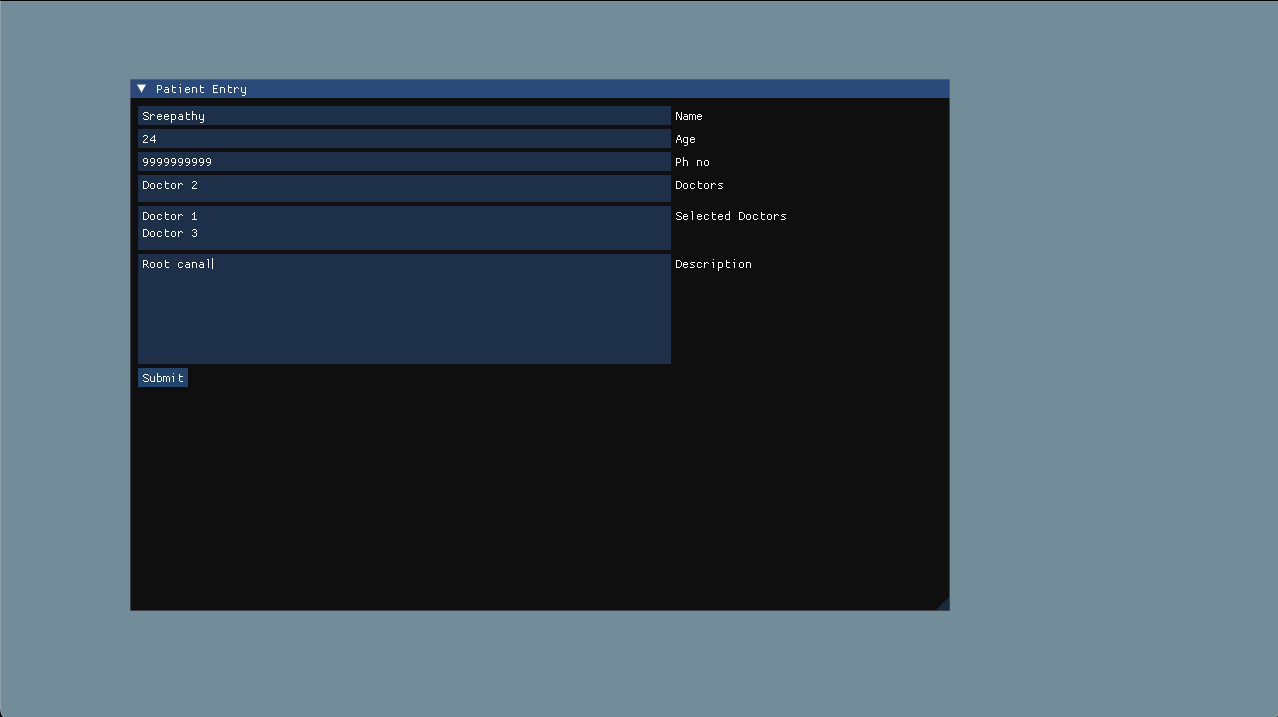 Patient Entry
Sreepathy Name
24 Age
9999999999 Ph no
Doctor 2 Doctors
Doctor 1 Selected Doctors
Doctor 3
Root canal Description
Submit